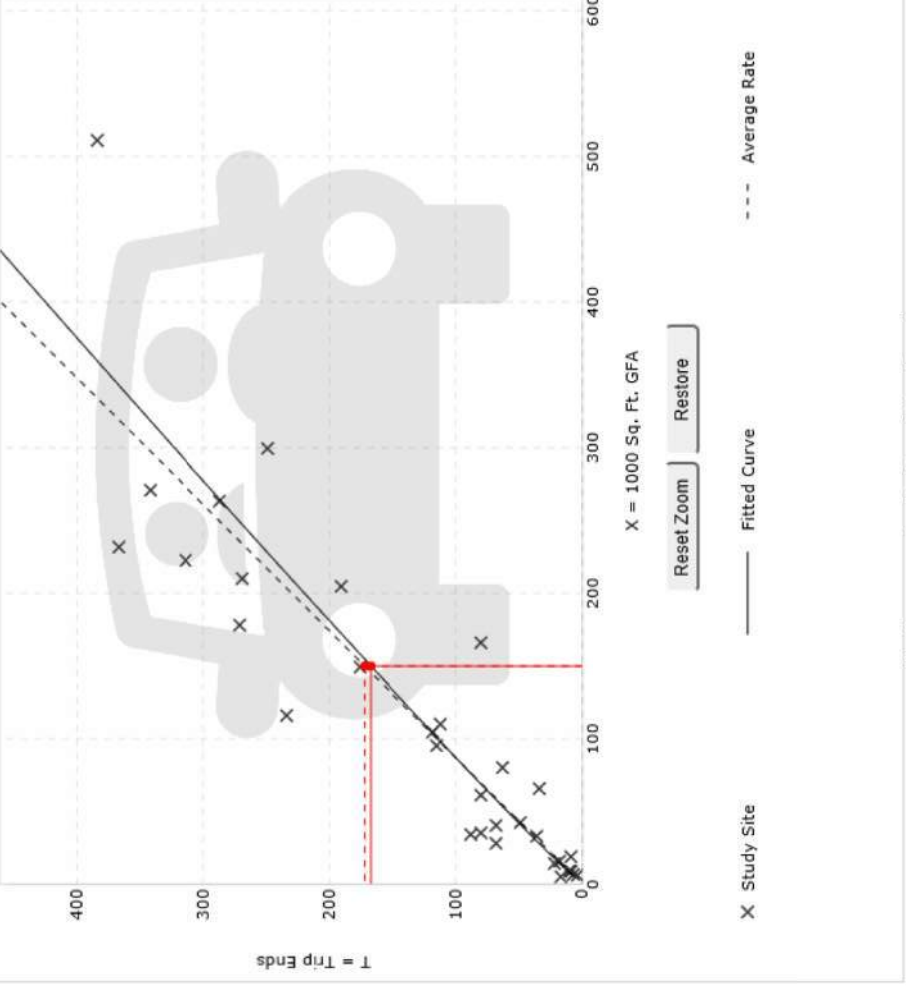 T = Trip Ends
400
300
200
100
0
100
200
300
400
500
600
X = 1000 Sq. Ft. GFA
Reset Zoom
Restore
Study Site
Fitted Curve
Average Rate